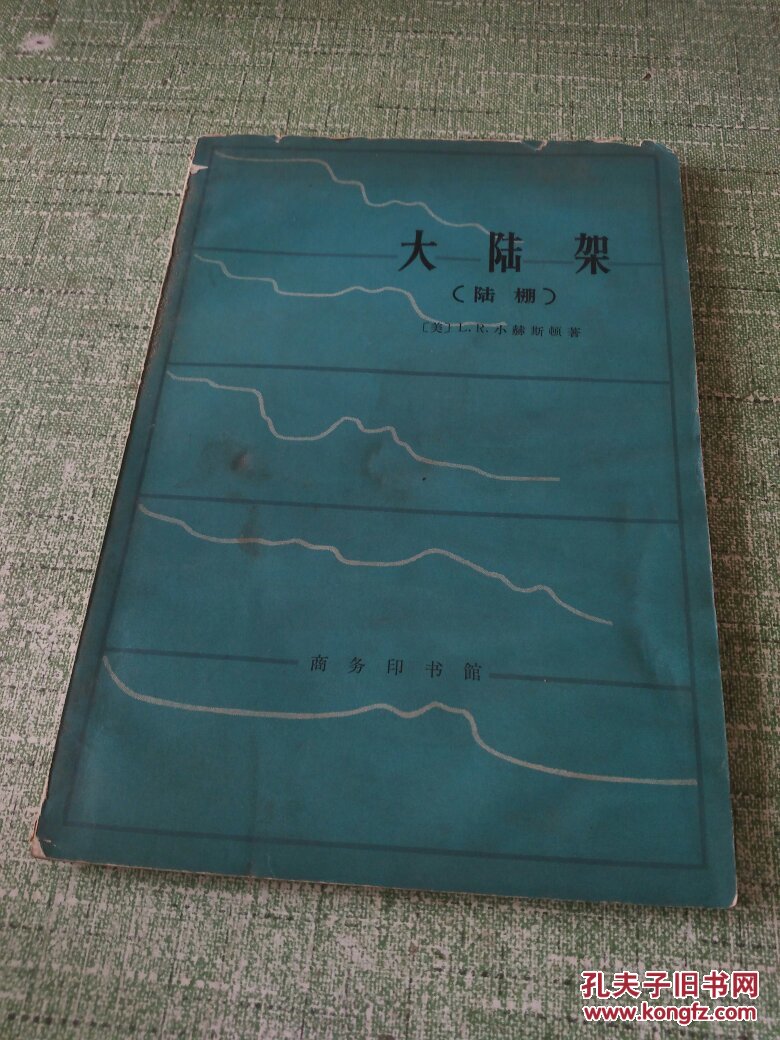 大陆架
（陆棚）
〔美〕L.R.小赫斯顿著
商务印书館
孔夫子旧书网
www.kongfz.com